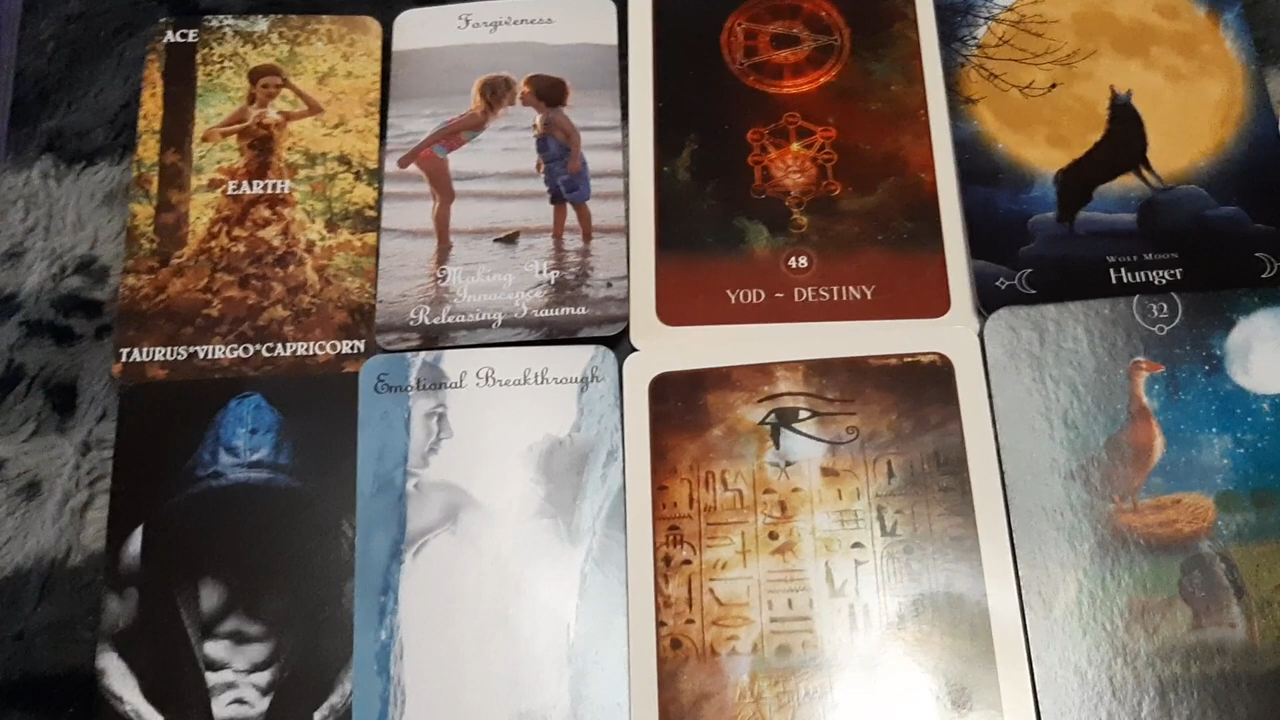 ACE
EARTH
TAURUS*VIRGO*CAPRICORN
Forgiveness
Making Up
Innocence
Releasing Trauma
48
YOD ~ DESTINY
WOLF MOON
Hunger
Emotional Breakthrough
32